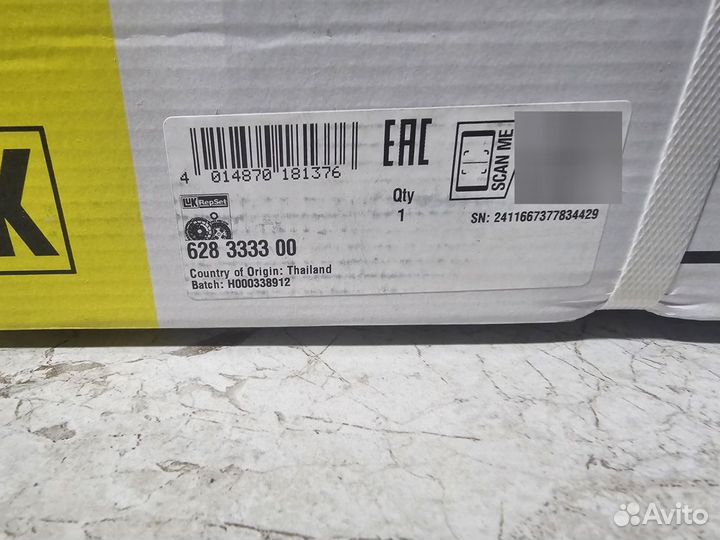 UK
4 014870 181376
EAC
SCAN ME
LUK RepSet
Qty
1
SN: 2411667377834429
628 3333 00
Country of Origin: Thailand
Batch: H000338912
Avito